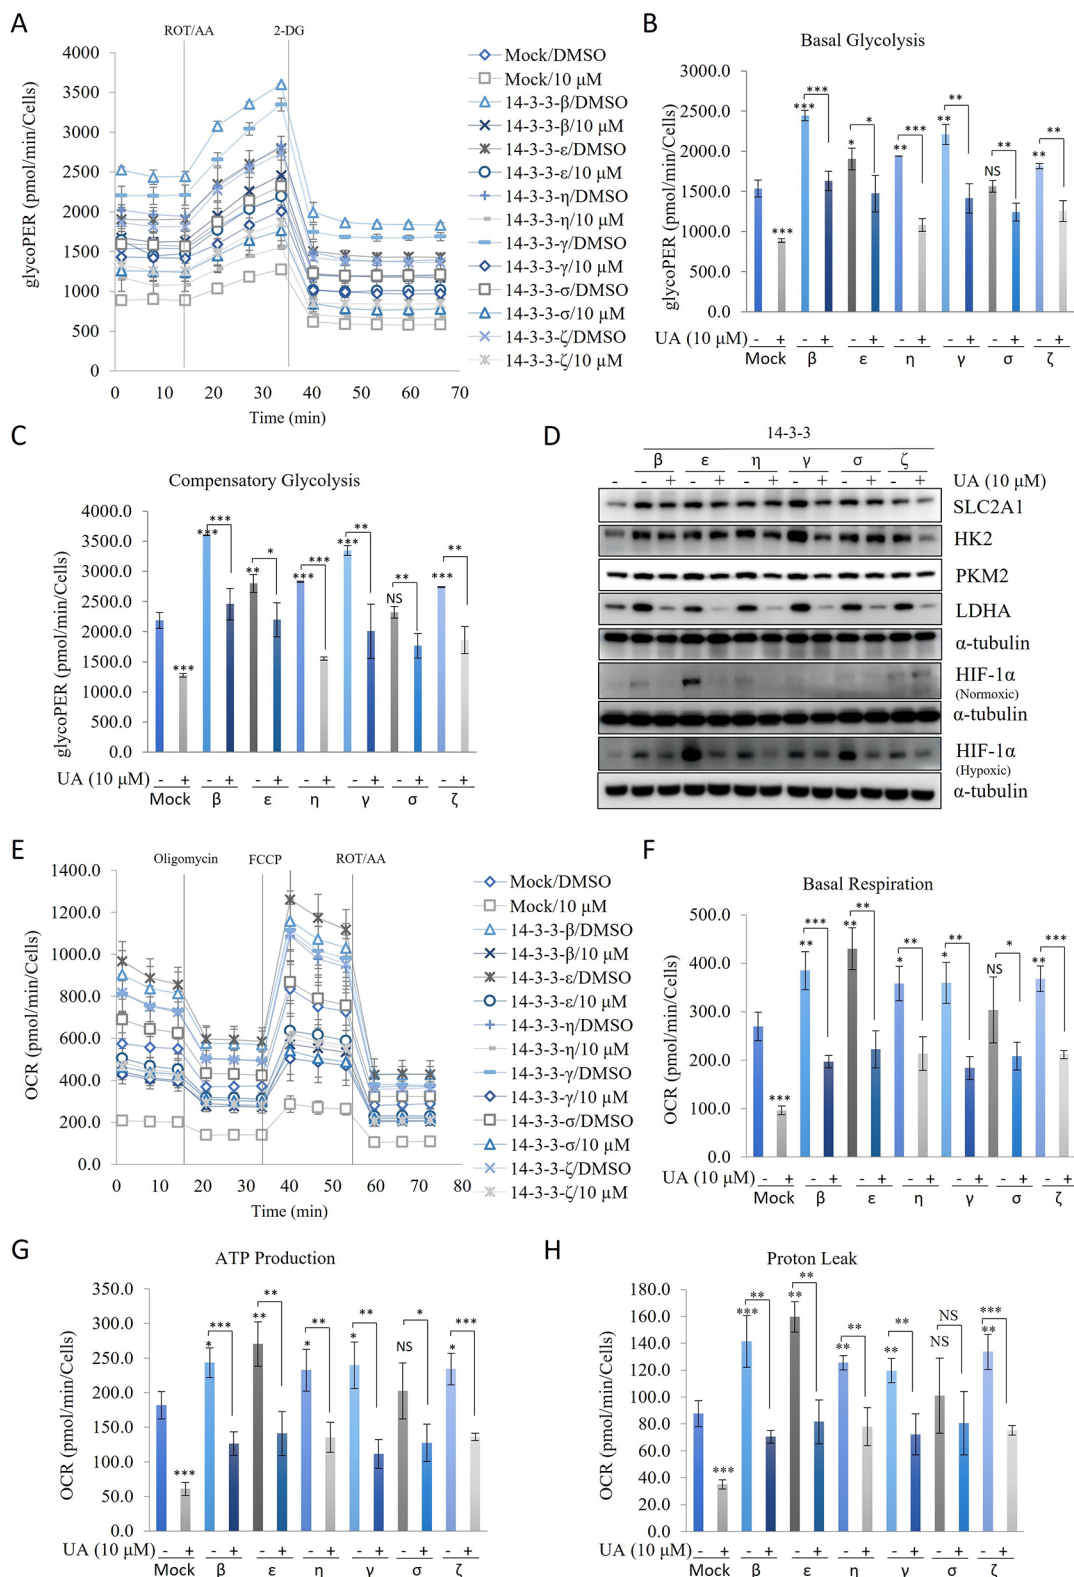 A
ROT/AA
2-DG
4000
3500
3000
2500
2000
1500
1000
500
0
glycoPER (pmol/min/Cells)
0
10
20
30
40
50
60
70
Time (min)
Mock/DMSO
Mock/10 μM
14-3-3-β/DMSO
14-3-3-β/10 μM
14-3-3-ε/DMSO
14-3-3-ε/10 μM
14-3-3-η/DMSO
14-3-3-η/10 μM
14-3-3-γ/DMSO
14-3-3-γ/10 μM
14-3-3-σ/DMSO
14-3-3-σ/10 μM
14-3-3-ζ/DMSO
14-3-3-ζ/10 μM
B
Basal Glycolysis
3000.0
2500.0
2000.0
1500.0
1000.0
500.0
0.0
glycoPER (pmol/min/Cells)
*** *** *** * * ** *** ** ** NS ** ** **
UA (10 μM) - + - + - + - + - + - + - +
Mock β ε η γ σ ζ
C
Compensatory Glycolysis
4000.0
3500.0
3000.0
2500.0
2000.0
1500.0
1000.0
500.0
0.0
glycoPER (pmol/min/Cells)
*** *** *** ** * *** *** *** ** NS ** *** **
UA (10 μM) - + - + - + - + - + - + - +
Mock β ε η γ σ ζ
D
14-3-3
β ε η γ σ ζ
- - + - + - + - + - + - + UA (10 μM)
SLC2A1
HK2
PKM2
LDHA
α-tubulin
HIF-1α
(Normoxic)
α-tubulin
HIF-1α
(Hypoxic)
α-tubulin
E
Oligomycin
FCCP
ROT/AA
1400.0
1200.0
1000.0
800.0
600.0
400.0
200.0
0.0
OCR (pmol/min/Cells)
0
10
20
30
40
50
60
70
80
Time (min)
Mock/DMSO
Mock/10 μM
14-3-3-β/DMSO
14-3-3-β/10 μM
14-3-3-ε/DMSO
14-3-3-ε/10 μM
14-3-3-η/DMSO
14-3-3-η/10 μM
14-3-3-γ/DMSO
14-3-3-γ/10 μM
14-3-3-σ/DMSO
14-3-3-σ/10 μM
14-3-3-ζ/DMSO
14-3-3-ζ/10 μM
F
Basal Respiration
500.0
400.0
300.0
200.0
100.0
0.0
OCR (pmol/min/Cells)
*** ** *** ** ** * ** * ** NS * ** ***
UA (10 μM) - + - + - + - + - + - + - +
Mock β ε η γ σ ζ
G
ATP Production
350.0
300.0
250.0
200.0
150.0
100.0
50.0
0.0
OCR (pmol/min/Cells)
*** * *** ** ** * ** * ** NS * * ***
UA (10 μM) - + - + - + - + - + - + - +
Mock β ε η γ σ ζ
H
Proton Leak
180.0
160.0
140.0
120.0
100.0
80.0
60.0
40.0
20.0
0.0
OCR (pmol/min/Cells)
*** *** ** ** ** ** ** ** ** NS NS ** ***
UA (10 μM) - + - + - + - + - + - + - +
Mock β ε η γ σ ζ